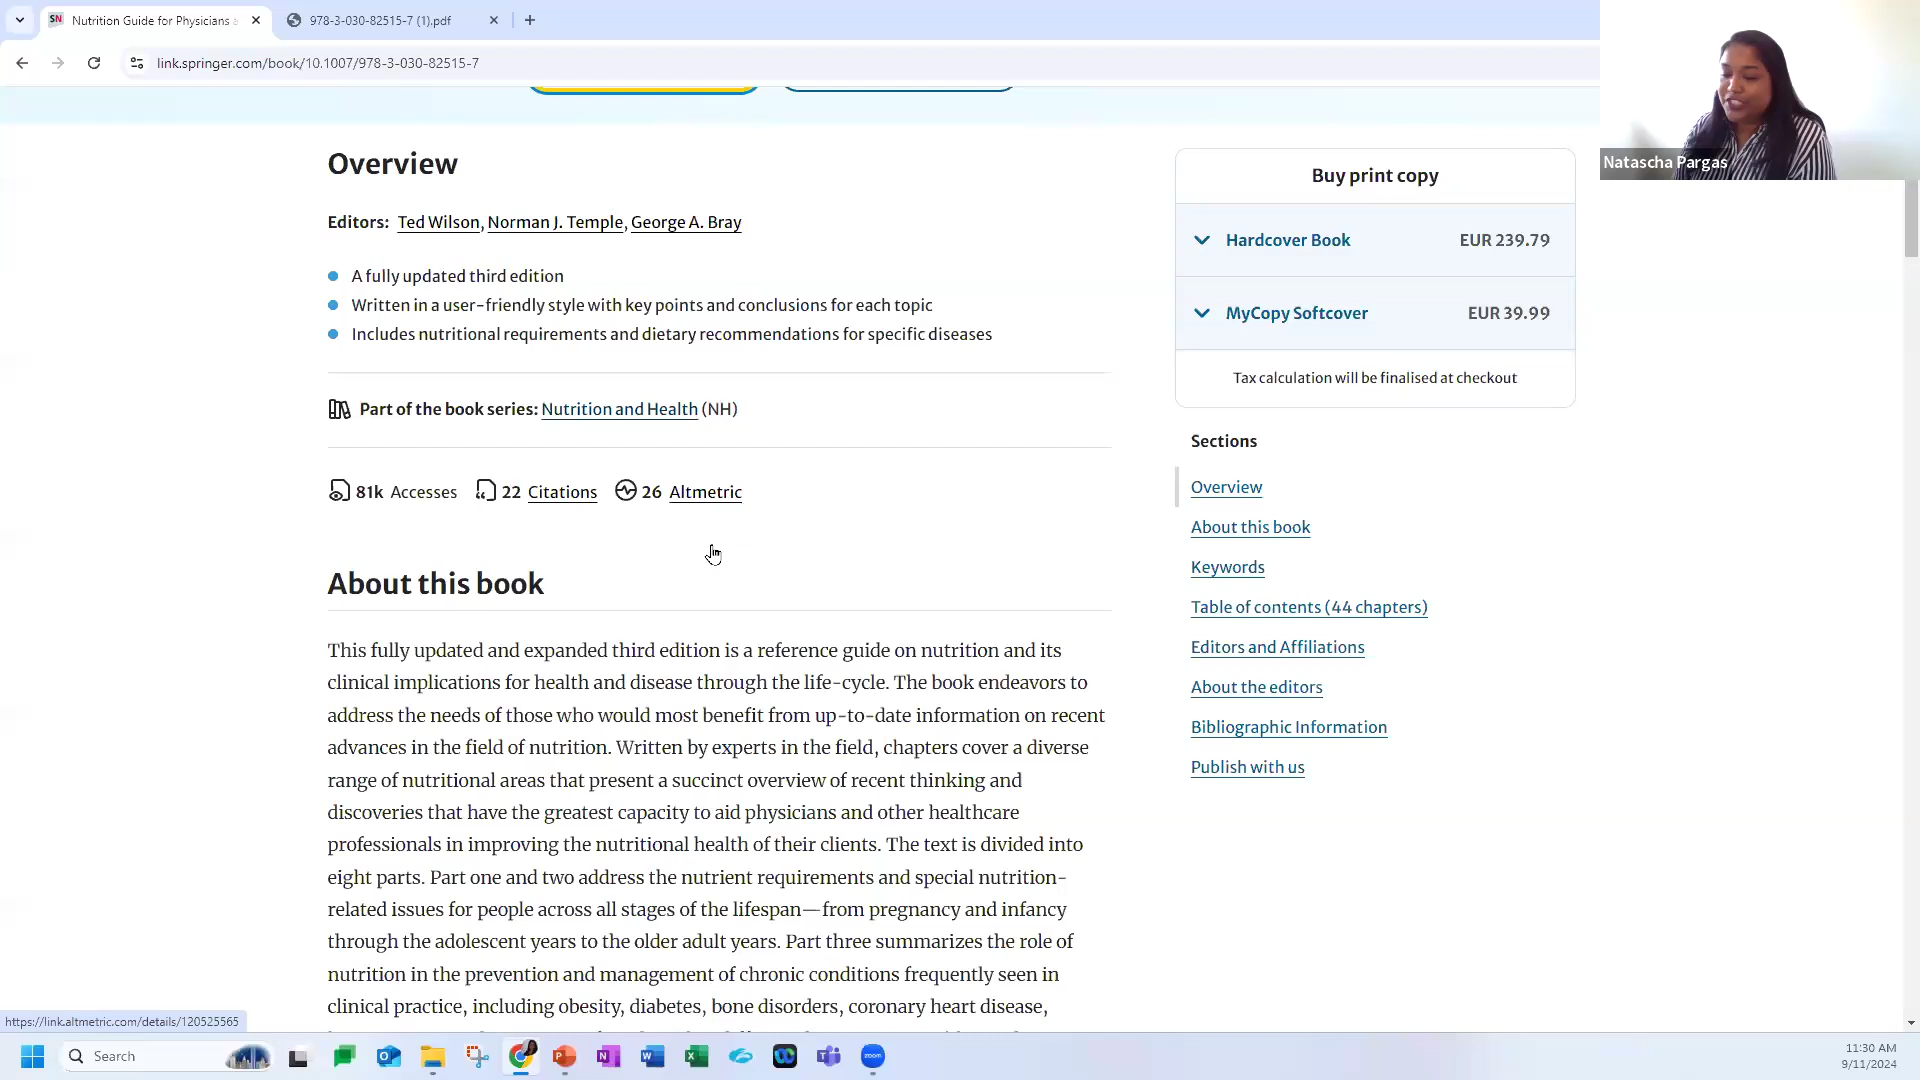 Nutrition Guide for Physicians
978-3-030-82515-7 (1).pdf
link.springer.com/book/10.1007/978-3-030-82515-7
Natascha Pargas
Overview
Editors: Ted Wilson, Norman J. Temple, George A. Bray
A fully updated third edition
Written in a user-friendly style with key points and conclusions for each topic
Includes nutritional requirements and dietary recommendations for specific diseases
Part of the book series: Nutrition and Health (NH)
81k Accesses 22 Citations 26 Altmetric
About this book
This fully updated and expanded third edition is a reference guide on nutrition and its
clinical implications for health and disease through the life-cycle. The book endeavors to
address the needs of those who would most benefit from up-to-date information on recent
advances in the field of nutrition. Written by experts in the field, chapters cover a diverse
range of nutritional areas that present a succinct overview of recent thinking and
discoveries that have the greatest capacity to aid physicians and other healthcare
professionals in improving the nutritional health of their clients. The text is divided into
eight parts. Part one and two address the nutrient requirements and special nutrition-
related issues for people across all stages of the lifespan—from pregnancy and infancy
through the adolescent years to the older adult years. Part three summarizes the role of
nutrition in the prevention and management of chronic conditions frequently seen in
clinical practice, including obesity, diabetes, bone disorders, coronary heart disease,
Buy print copy
Hardcover Book EUR 239.79
MyCopy Softcover EUR 39.99
Tax calculation will be finalised at checkout
Sections
Overview
About this book
Keywords
Table of contents (44 chapters)
Editors and Affiliations
About the editors
Bibliographic Information
Publish with us
https://link.altmetric.com/details/120525565
Search
11:30 AM
9/11/2024